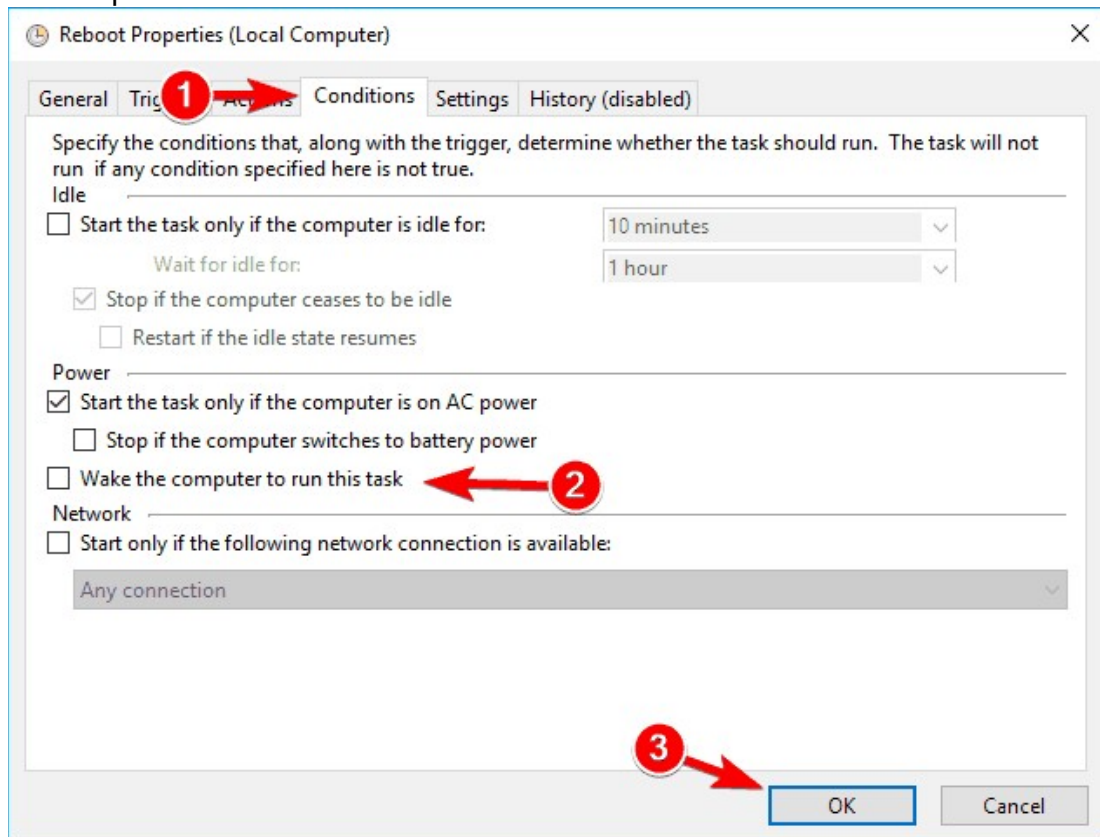 Reboot Properties (Local Computer)
General Conditions Settings History (disabled)
1
Specify the conditions that, along with the trigger, determine whether the task should run. The task will not
run if any condition specified here is not true.
Idle
Start the task only if the computer is idle for: 10 minutes
Wait for idle for: 1 hour
Stop if the computer ceases to be idle
Restart if the idle state resumes
Power
Start the task only if the computer is on AC power
Stop if the computer switches to battery power
Wake the computer to run this task 2
Network
Start only if the following network connection is available:
Any connection
3
OK Cancel